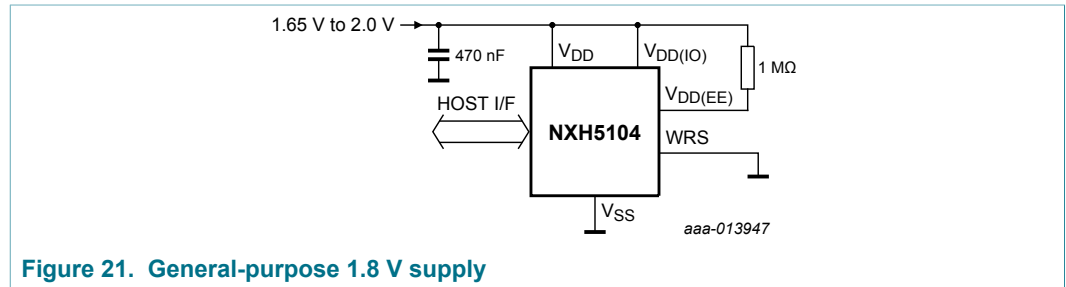 1.65 V to 2.0 V
470 nF
VDD
VDD(IO)
1 MΩ
VDD(EE)
HOST I/F
NXH5104
WRS
VSS
aaa-013947
Figure 21. General-purpose 1.8 V supply